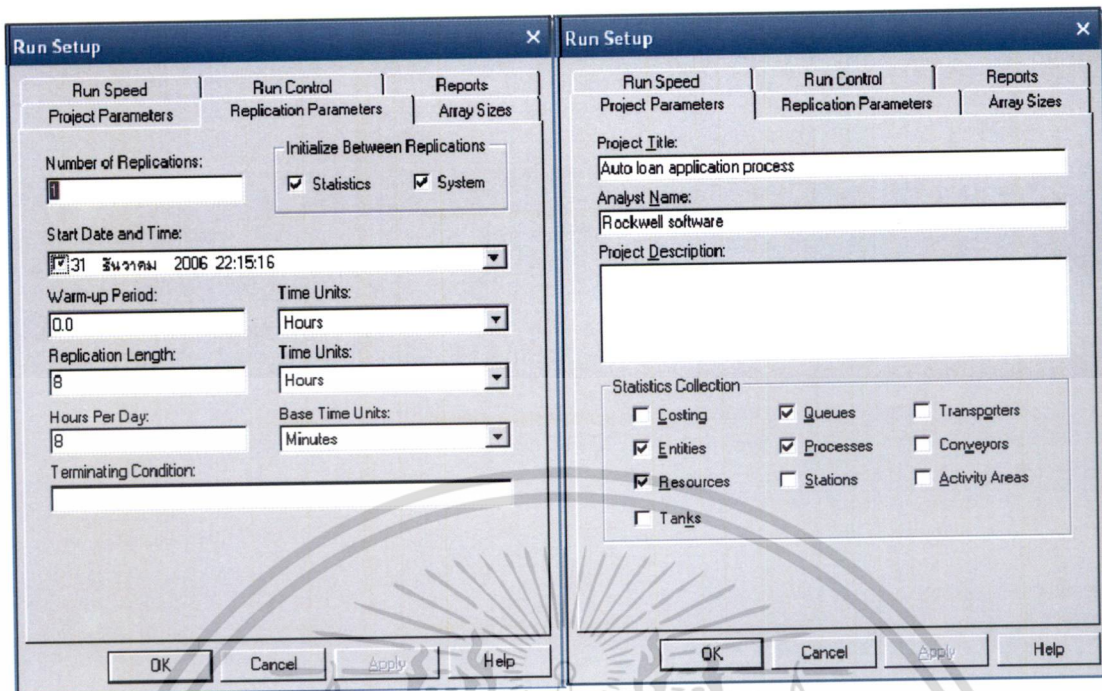 Run Setup
Run Speed
Run Control
Reports
Project Parameters
Replication Parameters
Array Sizes
Number of Replications:
1
Initialize Between Replications
Statistics
System
Start Date and Time:
31 ธันวาคม 2006 22:15:16
Warm-up Period:
0.0
Time Units:
Hours
Replication Length:
8
Time Units:
Hours
Hours Per Day:
8
Base Time Units:
Minutes
Terminating Condition:
OK
Cancel
Apply
Help
Run Setup
Run Speed
Run Control
Reports
Project Parameters
Replication Parameters
Array Sizes
Project Title:
Auto loan application process
Analyst Name:
Rockwell software
Project Description:
Statistics Collection
Costing
Queues
Transporters
Entities
Processes
Conveyors
Resources
Stations
Activity Areas
Tanks
OK
Cancel
Apply
Help